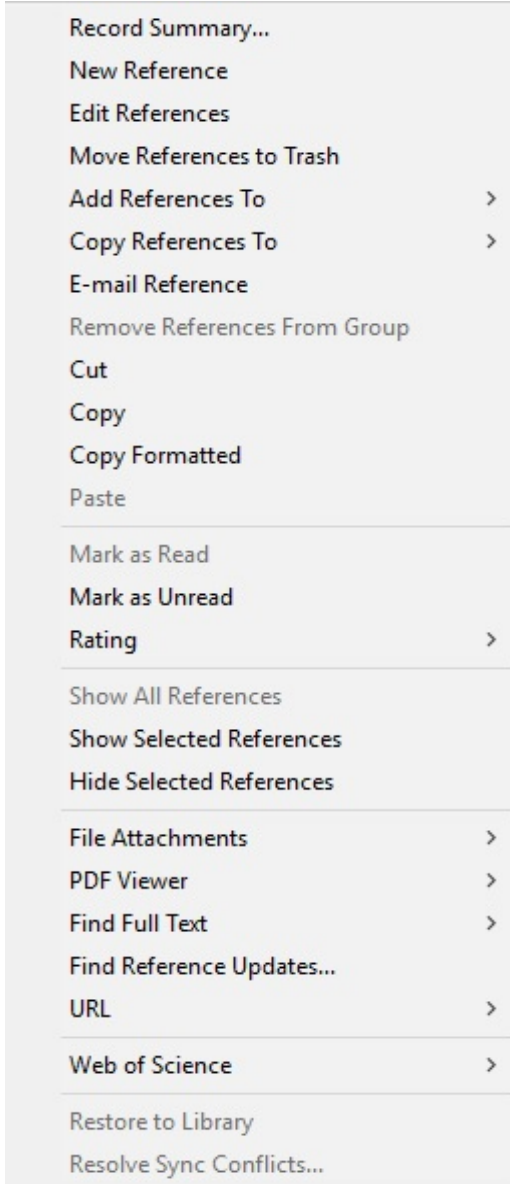 Record Summary...
New Reference
Edit References
Move References to Trash
Add References To
Copy References To
E-mail Reference
Remove References From Group
Cut
Copy
Copy Formatted
Paste
Mark as Read
Mark as Unread
Rating
Show All References
Show Selected References
Hide Selected References
File Attachments
PDF Viewer
Find Full Text
Find Reference Updates...
URL
Web of Science
Restore to Library
Resolve Sync Conflicts...